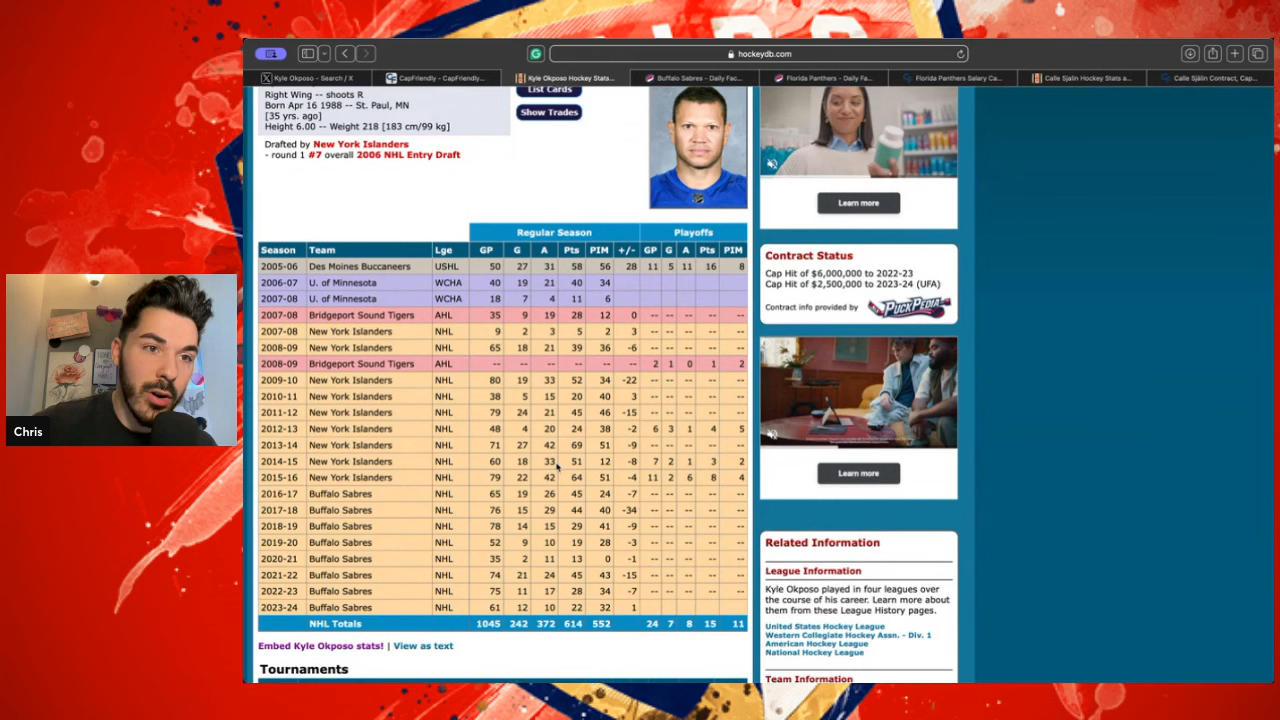 hockeydb.com
Kyle Okposo - Search / X
CapFriendly - CapFriendly...
Kyle Okposo Hockey Stats...
Buffalo Sabres - Daily Fac...
Florida Panthers - Daily Fa...
Florida Panthers Salary Ca...
Calle Sjalin Hockey Stats a...
Calle Själin Contract, Cap...
Right Wing -- shoots R
Born Apr 16 1988 -- St. Paul, MN
[35 yrs. ago]
Height 6.00 -- Weight 218 [183 cm/99 kg]
Drafted by New York Islanders
- round 1 #7 overall 2006 NHL Entry Draft
List Cards
Show Trades
Regular Season Playoffs
Season Team Lge GP G A Pts PIM +/- GP G A Pts PIM
2005-06 Des Moines Buccaneers USHL 50 27 31 58 56 28 11 5 11 16 8
2006-07 U. of Minnesota WCHA 40 19 21 40 34
2007-08 U. of Minnesota WCHA 18 7 4 11 6
2007-08 Bridgeport Sound Tigers AHL 35 9 19 28 12 0 -- -- -- -- --
2007-08 New York Islanders NHL 9 2 3 5 2 3 -- -- -- -- --
2008-09 New York Islanders NHL 65 18 21 39 36 -6 -- -- -- -- --
2008-09 Bridgeport Sound Tigers AHL -- -- -- -- -- 2 1 0 1 2
2009-10 New York Islanders NHL 80 19 33 52 34 -22 -- -- -- -- --
2010-11 New York Islanders NHL 38 5 15 20 40 3 -- -- -- -- --
2011-12 New York Islanders NHL 79 24 21 45 46 -15 -- -- -- -- --
2012-13 New York Islanders NHL 48 4 20 24 38 -2 6 3 1 4 5
2013-14 New York Islanders NHL 71 27 42 69 51 -9 -- -- -- -- --
2014-15 New York Islanders NHL 60 18 33 51 12 -8 7 2 1 3 2
2015-16 New York Islanders NHL 79 22 42 64 51 -4 11 2 6 8 4
2016-17 Buffalo Sabres NHL 65 19 26 45 24 -7 -- -- -- -- --
2017-18 Buffalo Sabres NHL 76 15 29 44 40 -34 -- -- -- -- --
2018-19 Buffalo Sabres NHL 78 14 15 29 41 -9 -- -- -- -- --
2019-20 Buffalo Sabres NHL 52 9 10 19 28 -3 -- -- -- -- --
2020-21 Buffalo Sabres NHL 35 2 11 13 0 -1 -- -- -- -- --
2021-22 Buffalo Sabres NHL 74 21 24 45 43 -15 -- -- -- -- --
2022-23 Buffalo Sabres NHL 75 11 17 28 34 -7 -- -- -- -- --
2023-24 Buffalo Sabres NHL 61 12 10 22 32 1 -- -- -- -- --
NHL Totals 1045 242 372 614 552 24 7 8 15 11
Embed Kyle Okposo stats! | View as text
Tournaments
Learn more
Contract Status
Cap Hit of $6,000,000 to 2022-23
Cap Hit of $2,500,000 to 2023-24 (UFA)
Contract info provided by PUCKPEDIA
Learn more
Related Information
League Information
Kyle Okposo played in four leagues over
the course of his career. Learn more about
them from these League History pages.
United States Hockey League
Western Collegiate Hockey Assn. - Div. 1
American Hockey League
National Hockey League
Team Information
Chris